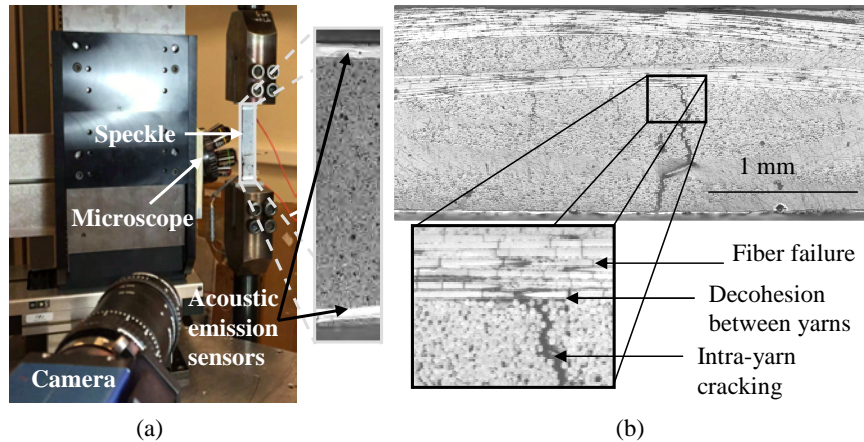 Speckle
Microscope
Acoustic
emission
sensors
Camera
(a)
1 mm
Fiber failure
Decohesion
between yarns
Intra-yarn
cracking
(b)